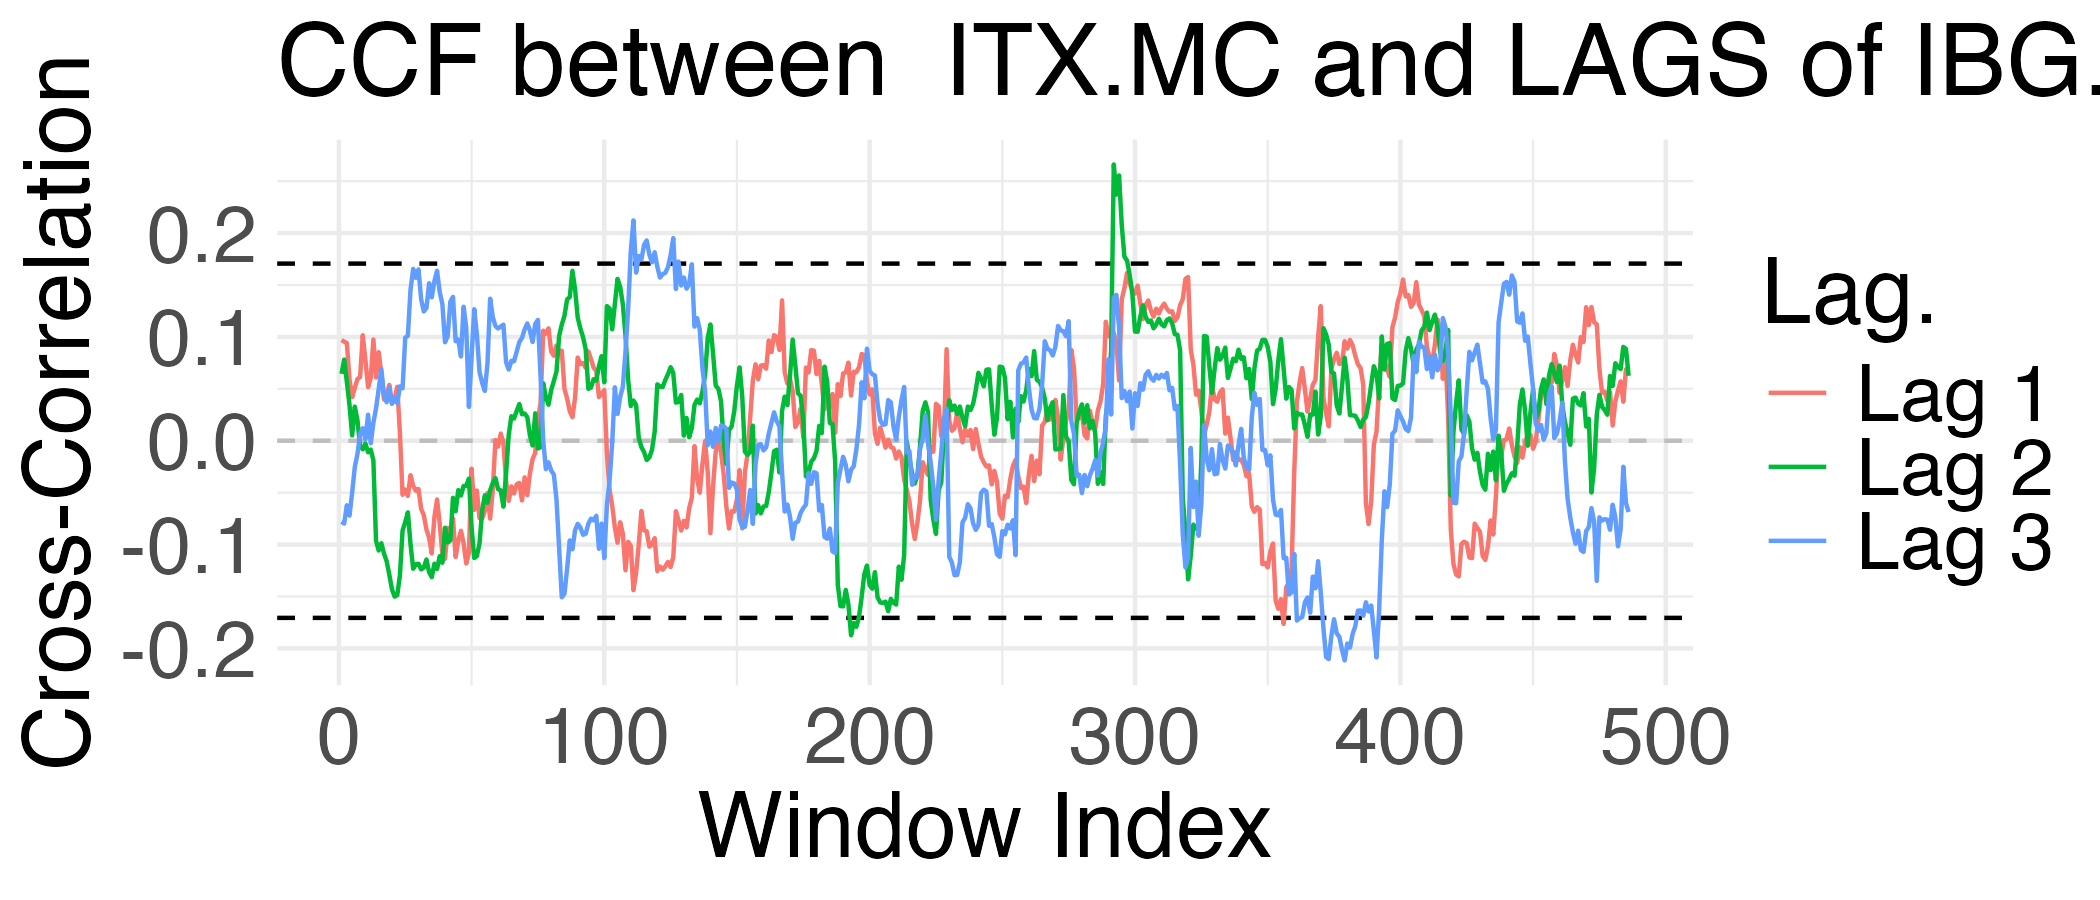 CCF between  ITX.MC and LAGS of IBG.
Cross-Correlation
0.2
0.1
0.0
-0.1
-0.2
0 100 200 300 400 500
Window Index
Lag.
Lag 1
Lag 2
Lag 3